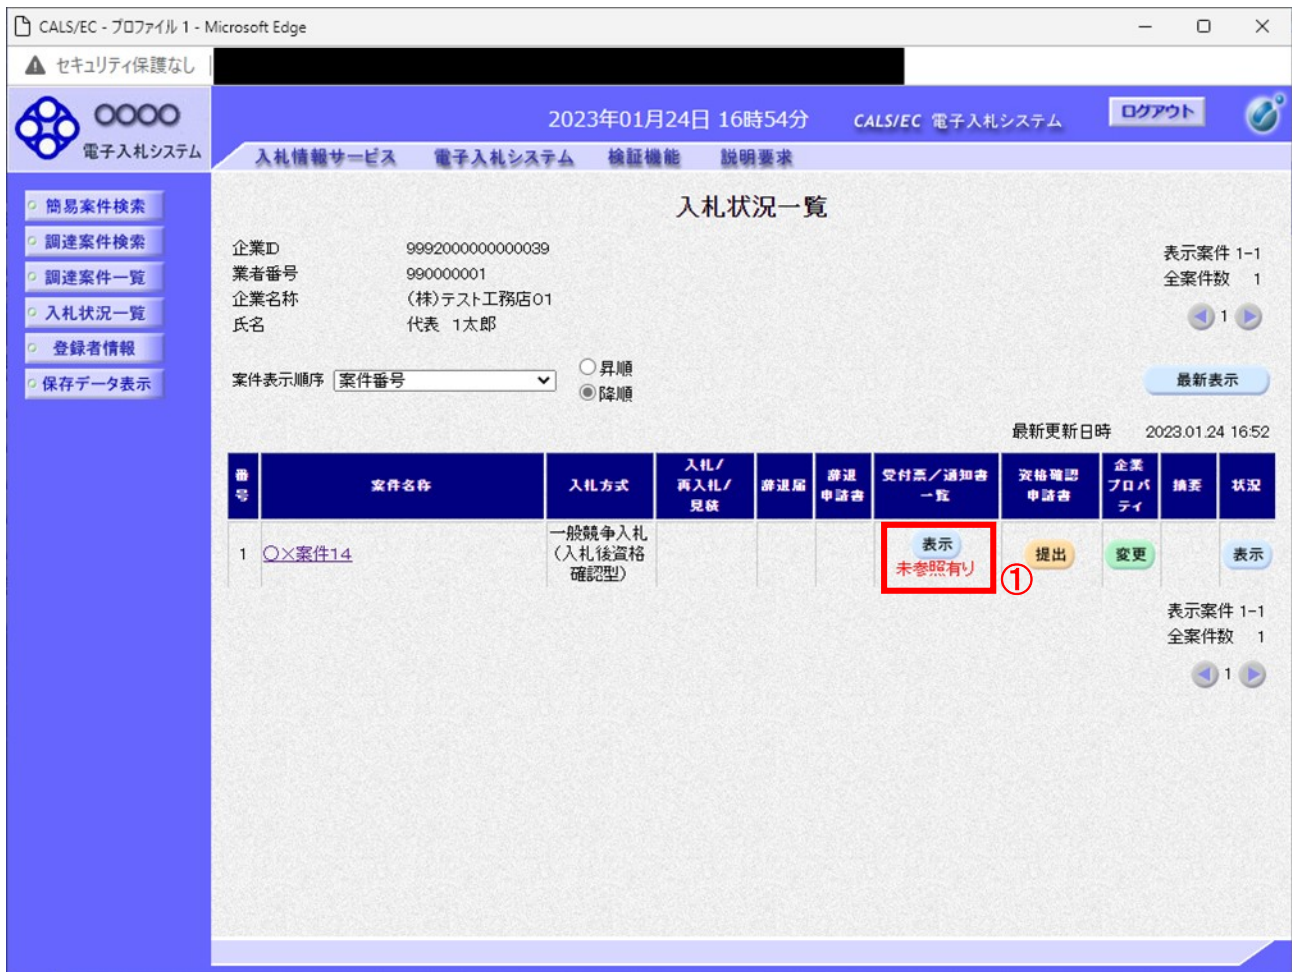 CALS/EC - プロファイル 1 - Microsoft Edge
セキュリティ保護なし
OOOO
電子入札システム
2023年01月24日 16時54分
CALS/EC 電子入札システム
ログアウト
入札情報サービス 電子入札システム 検証機能 説明要求
簡易案件検索
調達案件検索
調達案件一覧
入札状況一覧
登録者情報
保存データ表示
入札状況一覧
企業ID 9992000000000039
業者番号 990000001
企業名称 (株)テスト工務店01
氏名 代表 1太郎
表示案件 1-1
全案件数 1
1
案件表示順序 案件番号
昇順
降順
最新表示
最新更新日時 2023.01.24 16:52
番号 案件名称 入札方式 入札/再入札/見積 辞退届 辞退申請書 受付票/通知書一覧 資格確認申請書 企業プロパティ 摘要 状況
1 〇×案件14 一般競争入札(入札後資格確認型) 表示 未参照有り 提出 変更 表示
①
表示案件 1-1
全案件数 1
1